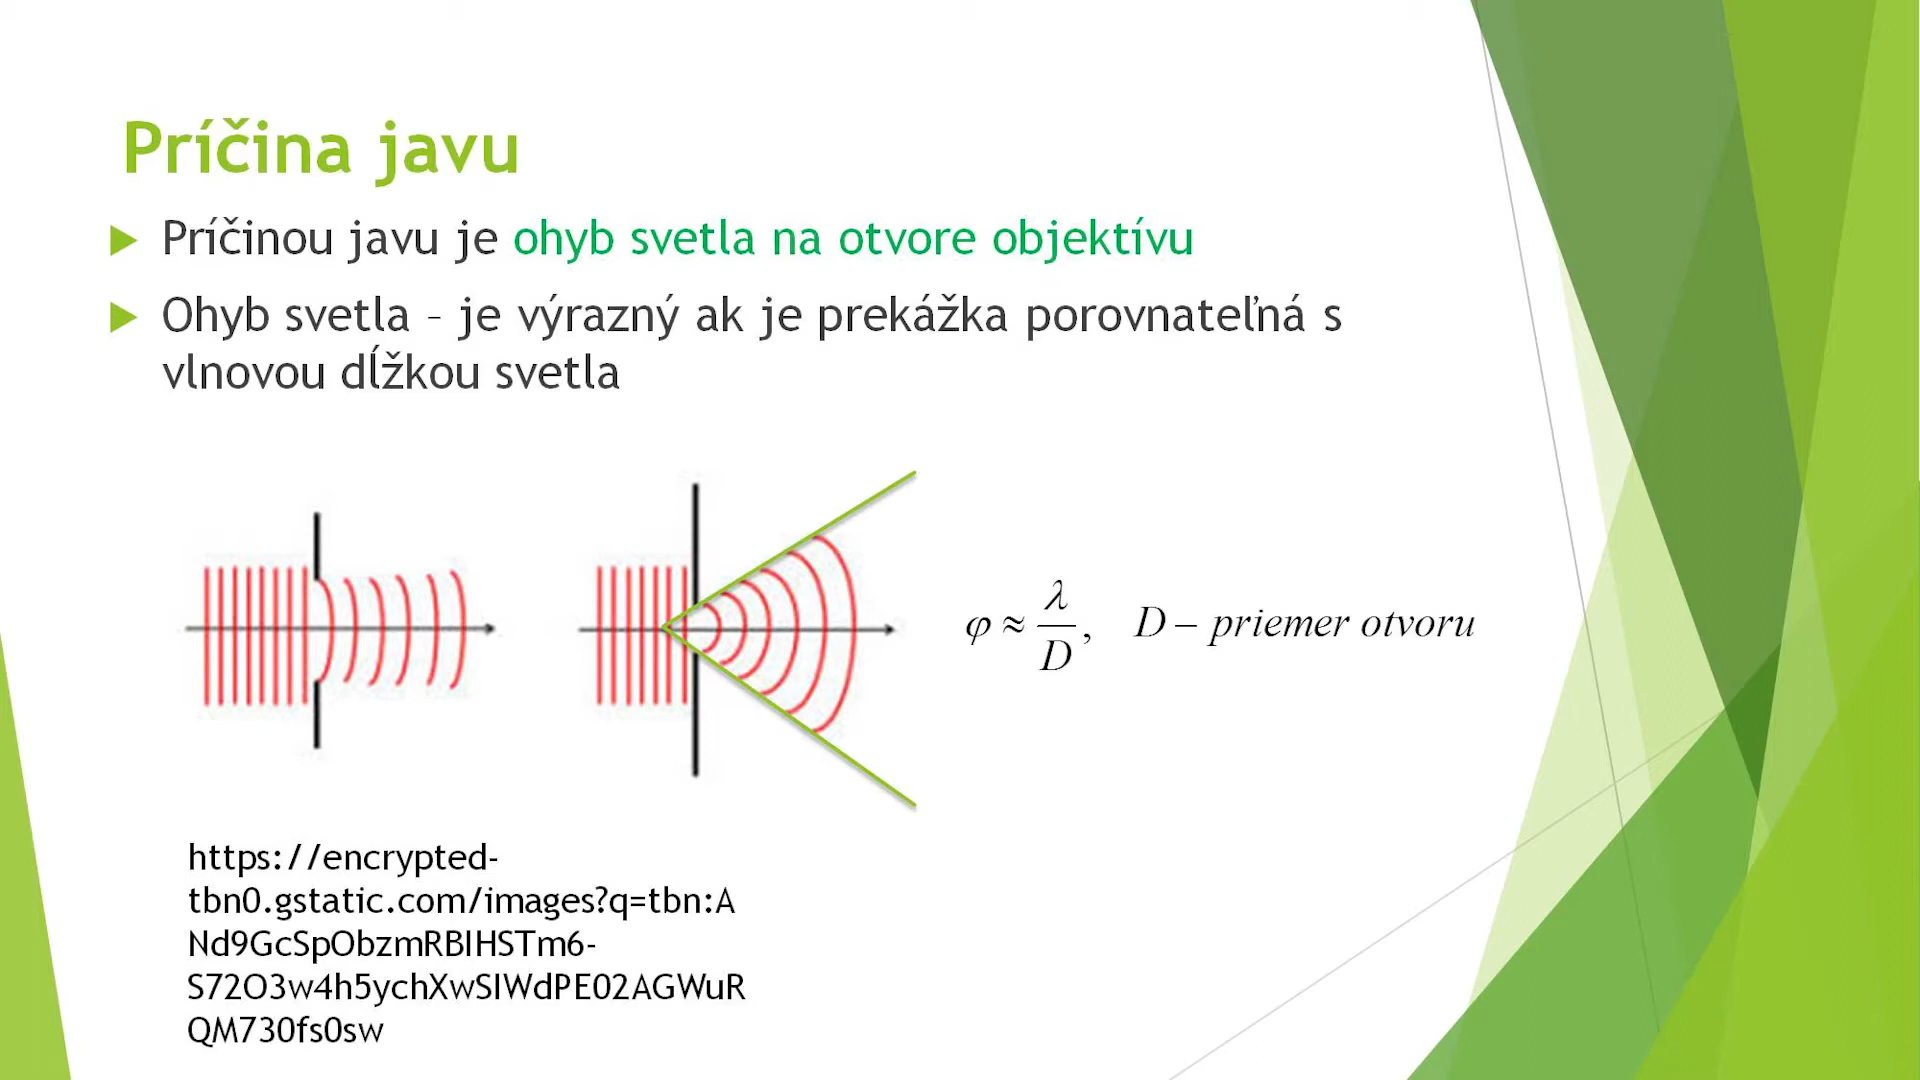 Príčina javu
Príčinou javu je ohyb svetla na otvore objektívu
Ohyb svetla – je výrazný ak je prekážka porovnateľná s
vlnovou dĺžkou svetla
φ ≈ λ/D, D – priemer otvoru
https://encrypted-
tbn0.gstatic.com/images?q=tbn:A
Nd9GcSpObzmRBIHSTm6-
S72O3w4h5ychXwSIWdPE02AGWuR
QM730fs0sw